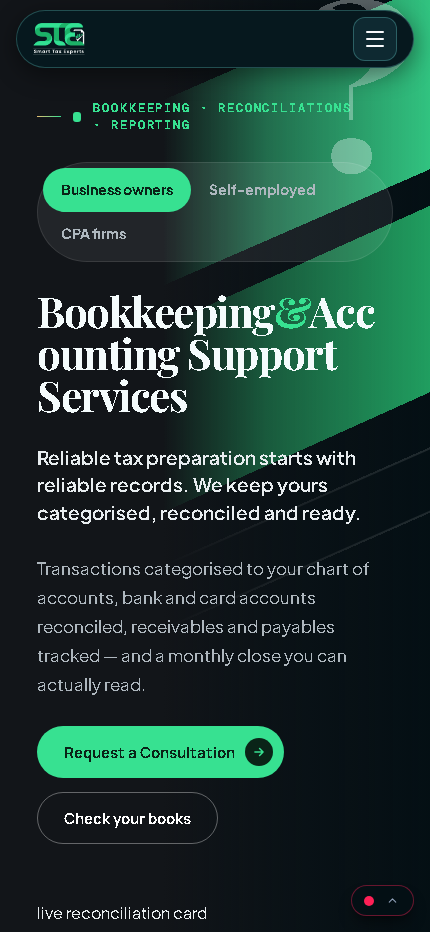 STE
Smart Tax Experts
BOOKKEEPING · RECONCILIATIONS
· REPORTING
?
Business owners
Self-employed
CPA firms
Bookkeeping&Acc
ounting Support
Services
Reliable tax preparation starts with
reliable records. We keep yours
categorised, reconciled and ready.
Transactions categorised to your chart of
accounts, bank and card accounts
reconciled, receivables and payables
tracked — and a monthly close you can
actually read.
Request a Consultation
Check your books
live reconciliation card